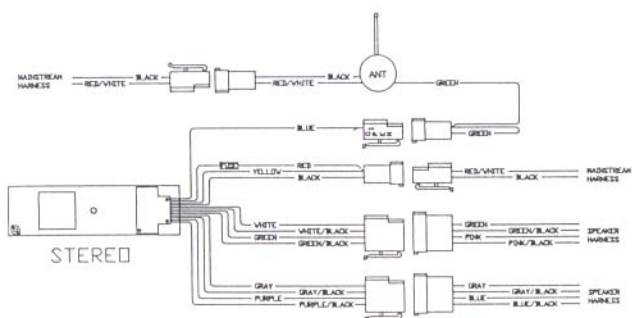 ANT
MAINSTREAM HARNESS
BLACK
RED/WHITE
BLACK
RED/WHITE
GREEN
BLUE
GREEN
FUSE
RED
YELLOW
BLACK
RED/WHITE
BLACK
MAINSTREAM HARNESS
WHITE
WHITE/BLACK
GREEN
GREEN/BLACK
GREEN
GREEN/BLACK
PINK
PINK/BLACK
SPEAKER HARNESS
STEREO
GRAY
GRAY/BLACK
PURPLE
PURPLE/BLACK
GRAY
GRAY/BLACK
BLUE
BLUE/BLACK
SPEAKER HARNESS